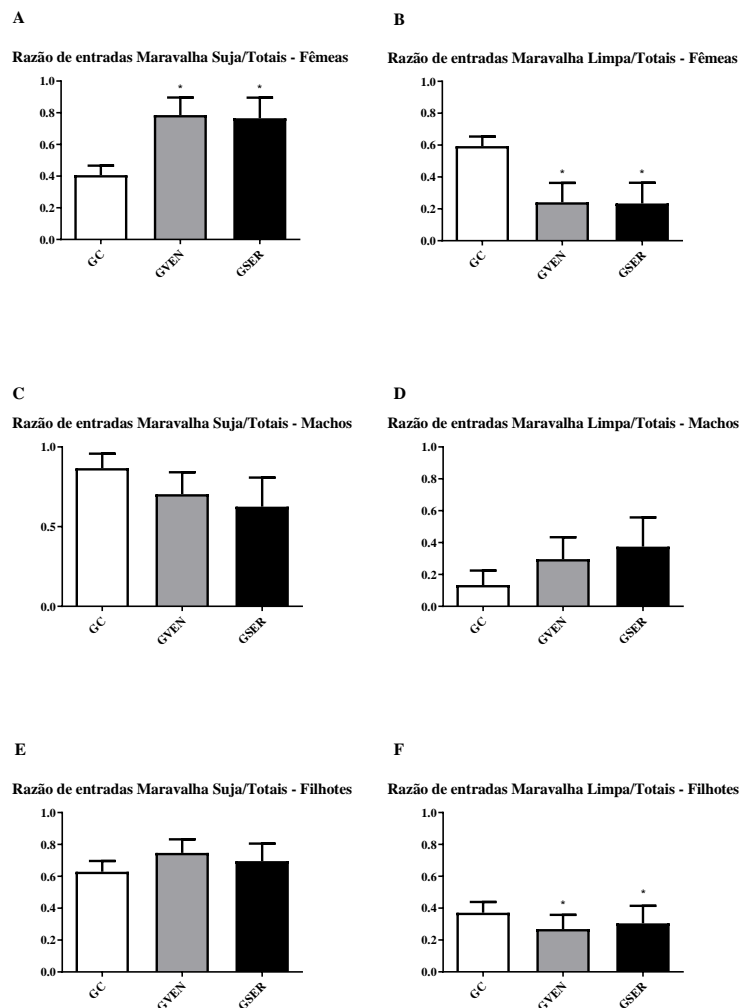 A
Razão de entradas Maravalha Suja/Totais - Fêmeas
1.0
0.8
0.6
0.4
0.2
0.0
* *
GC GVEN GSER
B
Razão de entradas Maravalha Limpa/Totais - Fêmeas
1.0
0.8
0.6
0.4
0.2
0.0
* *
GC GVEN GSER
C
Razão de entradas Maravalha Suja/Totais - Machos
1.0
0.5
0.0
GC GVEN GSER
D
Razão de entradas Maravalha Limpa/Totais - Machos
1.0
0.8
0.6
0.4
0.2
0.0
GC GVEN GSER
E
Razão de entradas Maravalha Suja/Totais - Filhotes
1.0
0.8
0.6
0.4
0.2
0.0
GC GVEN GSER
F
Razão de entradas Maravalha Limpa/Totais - Filhotes
1.0
0.8
0.6
0.4
0.2
0.0
* *
GC GVEN GSER